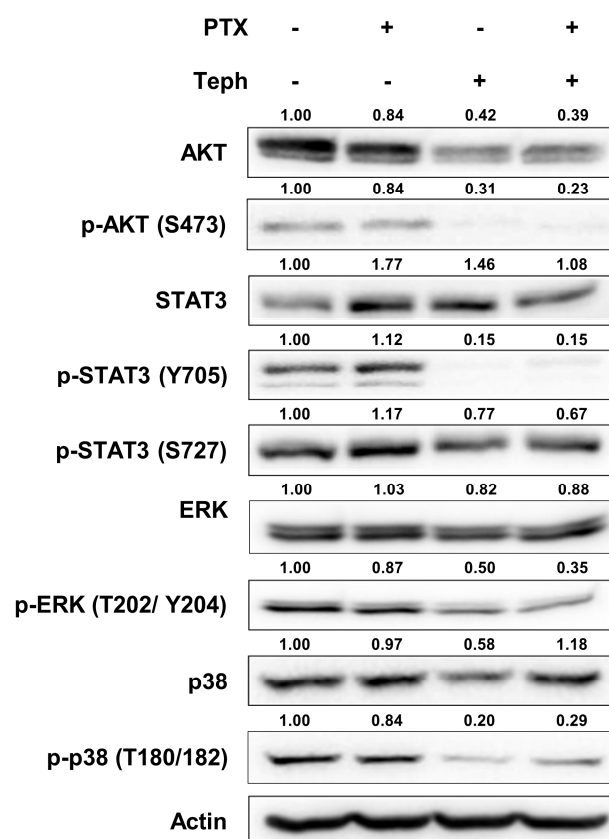 PTX - + - +
Teph - - + +
1.00 0.84 0.42 0.39
AKT
1.00 0.84 0.31 0.23
p-AKT (S473)
1.00 1.77 1.46 1.08
STAT3
1.00 1.12 0.15 0.15
p-STAT3 (Y705)
1.00 1.17 0.77 0.67
p-STAT3 (S727)
1.00 1.03 0.82 0.88
ERK
1.00 0.87 0.50 0.35
p-ERK (T202/ Y204)
1.00 0.97 0.58 1.18
p38
1.00 0.84 0.20 0.29
p-p38 (T180/182)
Actin